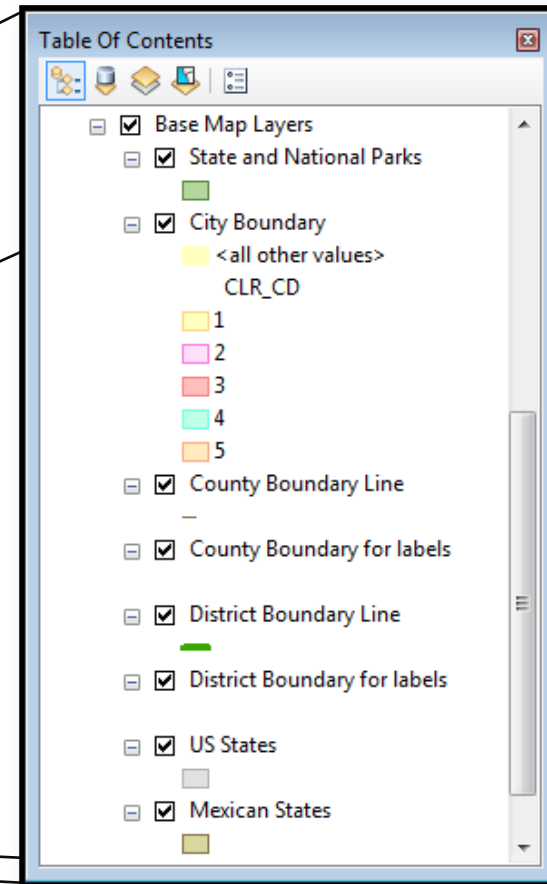 Table Of Contents
Base Map Layers
State and National Parks
City Boundary
<all other values>
CLR_CD
1
2
3
4
5
County Boundary Line
County Boundary for labels
District Boundary Line
District Boundary for labels
US States
Mexican States